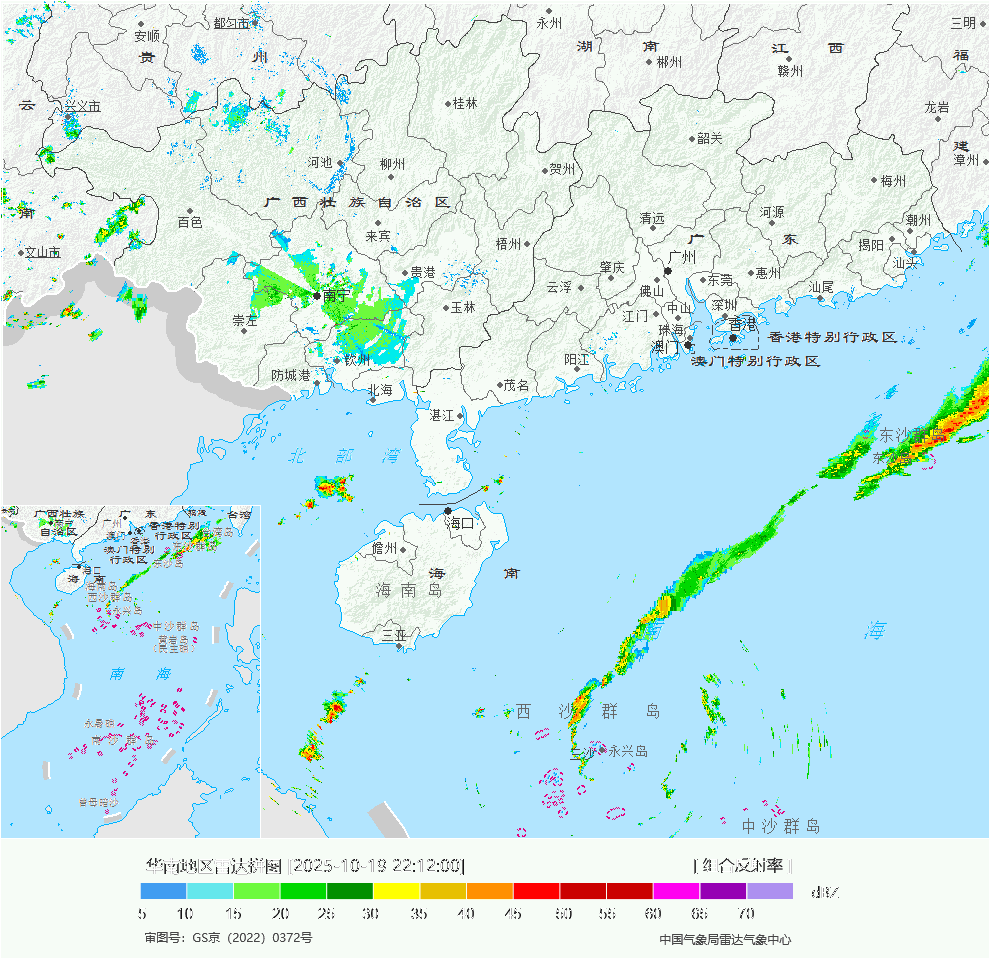 三明
都匀市
永州
安顺
湖 南
江 西
贵 州
福
郴州
赣州
云
兴义市
桂林
龙岩
韶关
建
河池
柳州
贺州
漳州
梅州
广 西 壮 族 自 治 区
南
百色
清远
河源
潮州
来宾
梧州
广 东
揭阳
文山市
广州
汕头
贵港
肇庆
惠州
东莞
云浮
佛山
汕尾
南宁
玉林
中山
深圳
崇左
江门
珠海
香港
香港特别行政区
澳门
钦州
阳江
澳门特别行政区
防城港
茂名
北海
湛江
东沙群岛
北 部 湾
海口
儋州
海 南
海 南 岛
三亚
南 海
西 沙 群 岛
三沙
永兴岛
中 沙 群 岛
广西壮族
自治区
广 东
台湾
广州
香港特别
行政区
澳门特别
行政区
海口
海 南
海南岛
西沙群岛
东沙岛
永兴岛
中沙群岛
黄岩岛
(民主礁)
南 海
永暑礁
南 沙 群 岛
曾母暗沙
华南地区雷达拼图 [2025-10-19 22:12:00]
[组合反射率]
dBZ
5 10 15 20 25 30 35 40 45 50 55 60 65 70
审图号：GS京（2022）0372号
中国气象局雷达气象中心